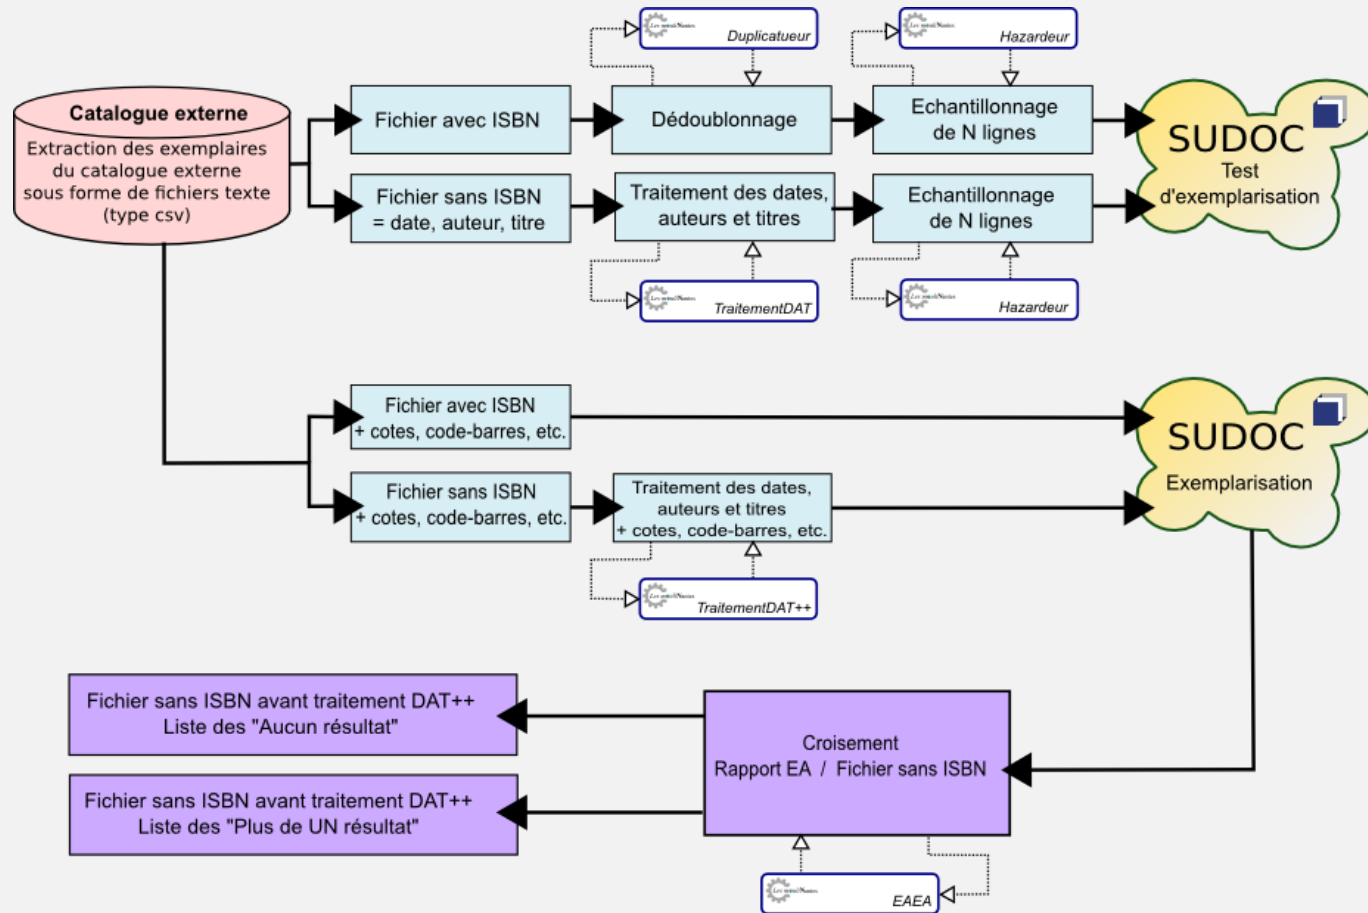 Duplicatueur
Hazardeur
Catalogue externe
Extraction des exemplaires
du catalogue externe
sous forme de fichiers texte
(type csv)
Fichier avec ISBN
Dédoublonnage
Echantillonnage
de N lignes
SUDOC
Test
d'exemplarisation
Fichier sans ISBN
= date, auteur, titre
Traitement des dates,
auteurs et titres
Echantillonnage
de N lignes
TraitementDAT
Hazardeur
Fichier avec ISBN
+ cotes, code-barres, etc.
SUDOC
Exemplarisation
Fichier sans ISBN
+ cotes, code-barres, etc.
Traitement des dates,
auteurs et titres
+ cotes, code-barres, etc.
TraitementDAT++
Fichier sans ISBN avant traitement DAT++
Liste des "Aucun résultat"
Croisement
Rapport EA / Fichier sans ISBN
Fichier sans ISBN avant traitement DAT++
Liste des "Plus de UN résultat"
EAEA